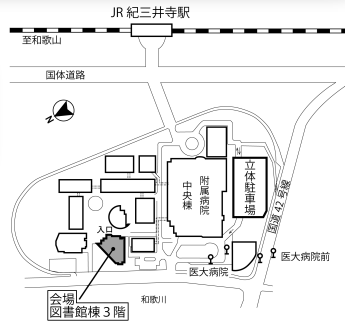 JR 紀三井寺駅
至和歌山
国体道路
N
立体駐車場
附属病院
中央棟
国道 42 号線
入口
医大病院前
医大病院
会場
図書館棟３階
和歌川